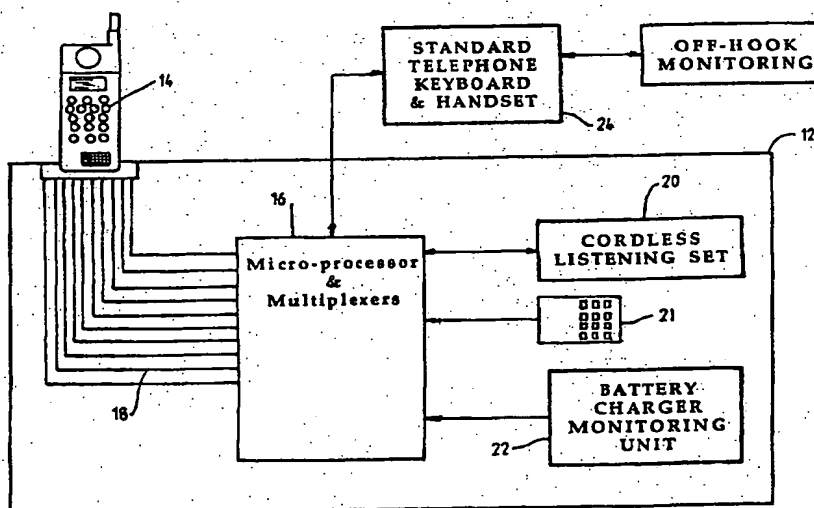 STANDARD
TELEPHONE
KEYBOARD
& HANDSET
OFF-HOOK
MONITORING
14
24
12
16
20
Micro-processor
&
Multiplexers
CORDLESS
LISTENING SET
21
18
BATTERY
CHARGER
MONITORING
UNIT
22